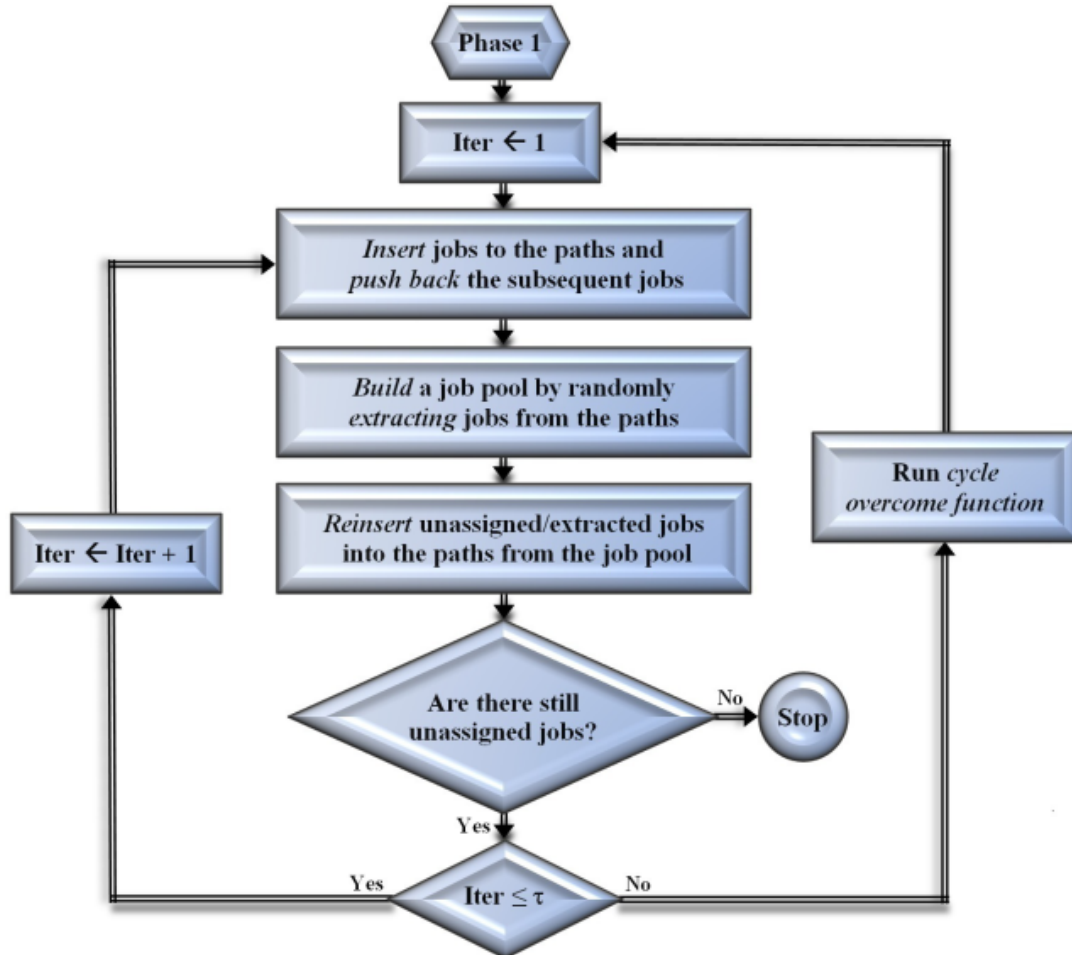 Phase 1
Iter ← 1
Insert jobs to the paths and
push back the subsequent jobs
Build a job pool by randomly
extracting jobs from the paths
Run cycle
overcome function
Reinsert unassigned/extracted jobs
into the paths from the job pool
Iter ← Iter + 1
Are there still
unassigned jobs?
No
Stop
Yes
Yes
Iter ≤ τ
No